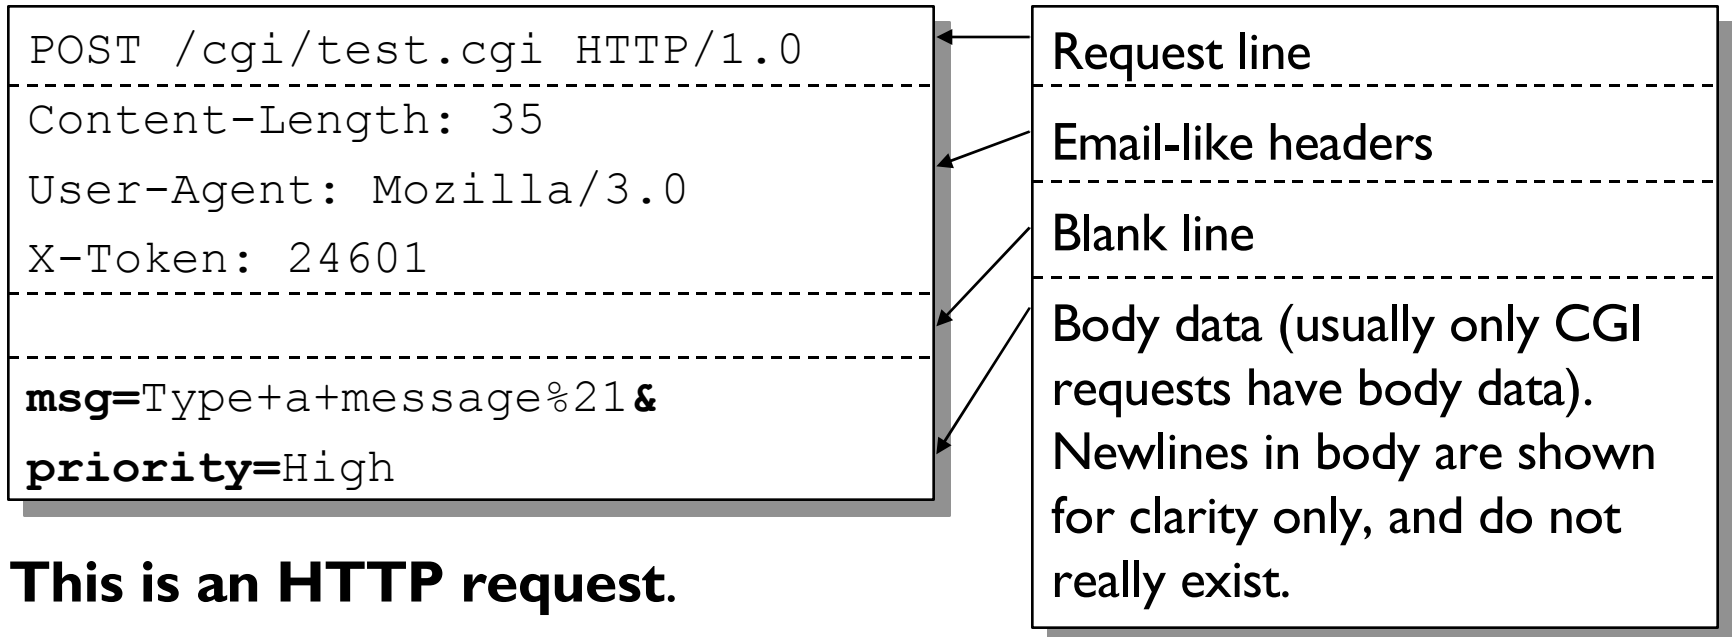 POST /cgi/test.cgi HTTP/1.0
Content-Length: 35
User-Agent: Mozilla/3.0
X-Token: 24601
msg=Type+a+message%21&
priority=High
This is an HTTP request.
Request line
Email-like headers
Blank line
Body data (usually only CGI
requests have body data).
Newlines in body are shown
for clarity only, and do not
really exist.